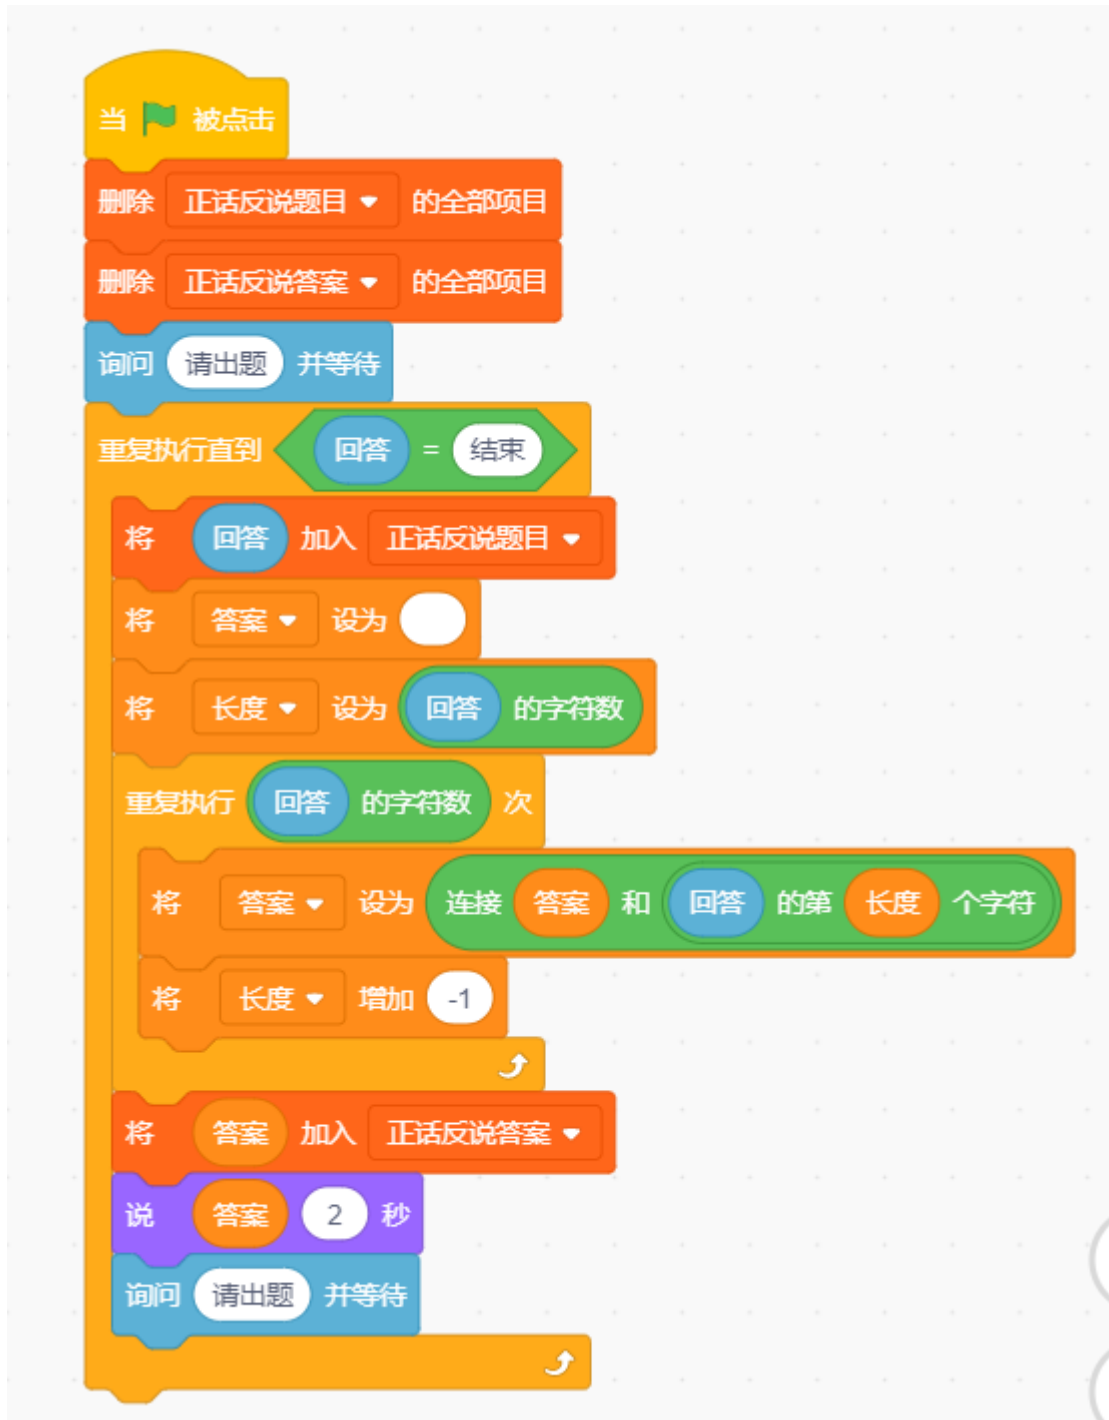 当 被点击
删除 正话反说题目 的全部项目
删除 正话反说答案 的全部项目
询问 请出题 并等待
重复执行直到 回答 = 结束
将 回答 加入 正话反说题目
将 答案 设为
将 长度 设为 回答 的字符数
重复执行 回答 的字符数 次
将 答案 设为 连接 答案 和 回答 的第 长度 个字符
将 长度 增加 -1
将 答案 加入 正话反说答案
说 答案 2 秒
询问 请出题 并等待